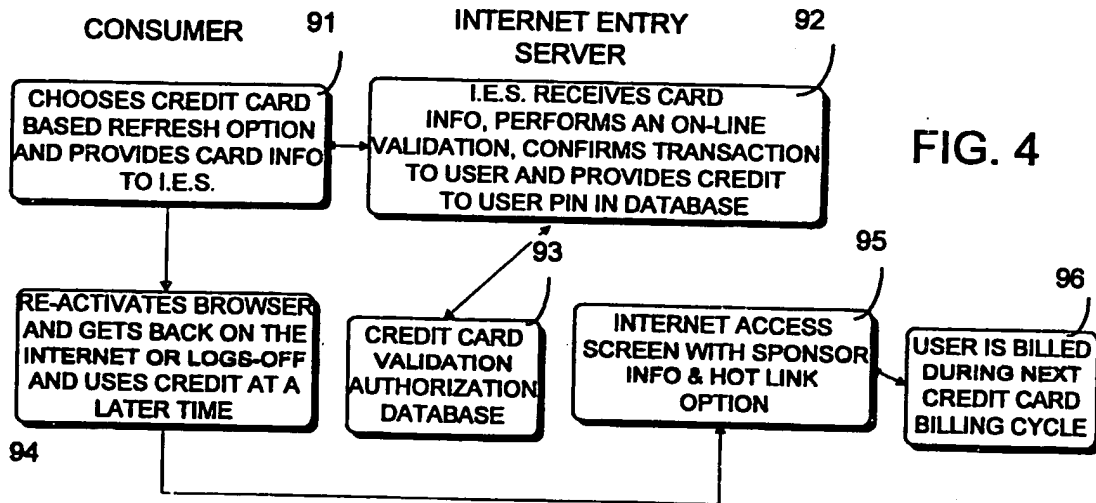 CONSUMER
91
INTERNET ENTRY
SERVER
92
CHOOSES CREDIT CARD
BASED REFRESH OPTION
AND PROVIDES CARD INFO
TO I.E.S.
I.E.S. RECEIVES CARD
INFO, PERFORMS AN ON-LINE
VALIDATION, CONFIRMS TRANSACTION
TO USER AND PROVIDES CREDIT
TO USER PIN IN DATABASE
FIG. 4
RE-ACTIVATES BROWSER
AND GETS BACK ON THE
INTERNET OR LOGS-OFF
AND USES CREDIT AT A
LATER TIME
94
93
CREDIT CARD
VALIDATION
AUTHORIZATION
DATABASE
95
INTERNET ACCESS
SCREEN WITH SPONSOR
INFO & HOT LINK
OPTION
96
USER IS BILLED
DURING NEXT
CREDIT CARD
BILLING CYCLE